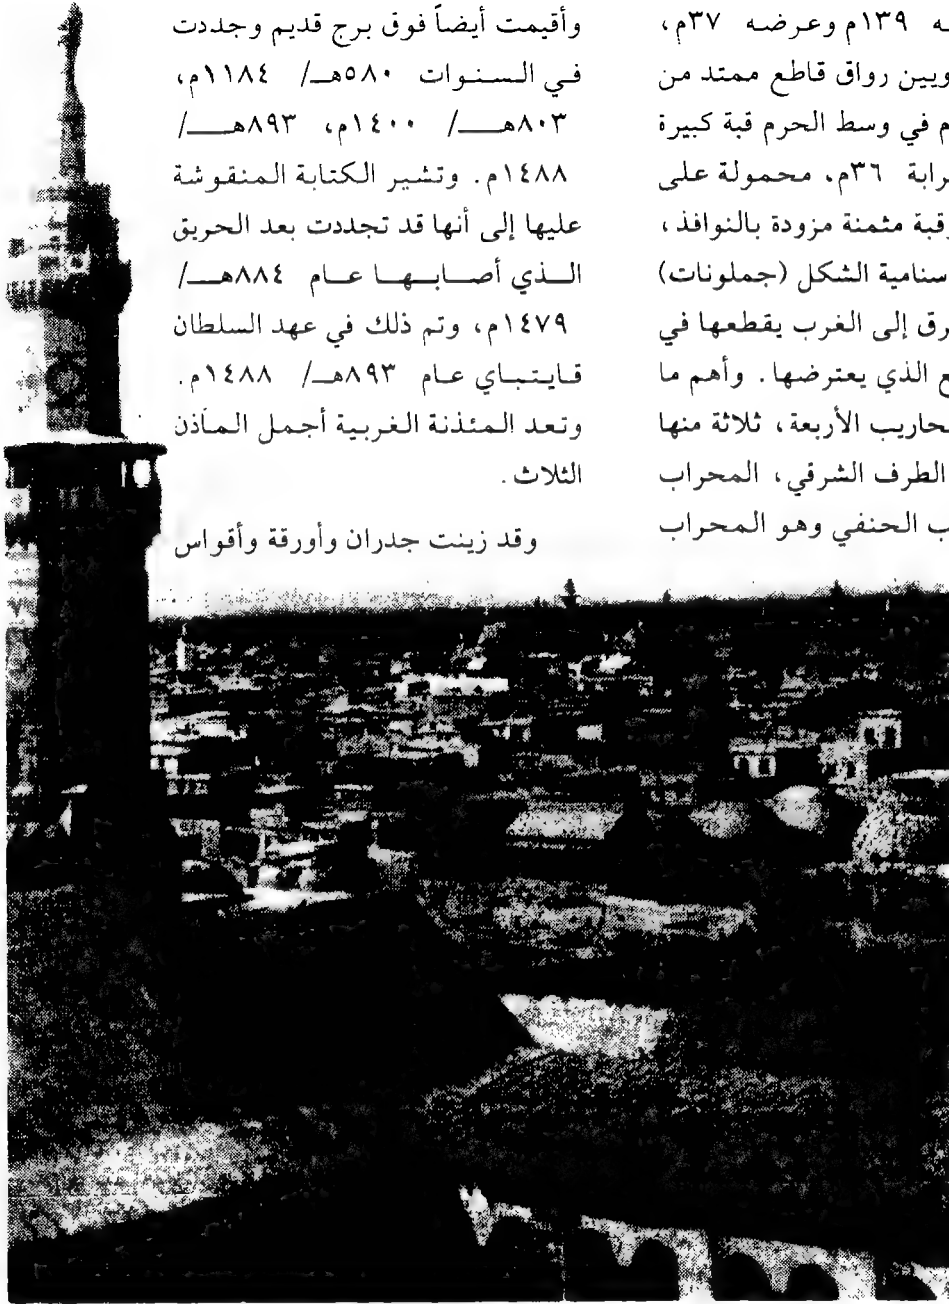 ـه ١٣٩م وعرضه ٣٧م،
ويين رواق قاطع ممتد من
م في وسط الحرم قبة كبيرة
رابة ٣٦م، محمولة على
رقبة مثمنة مزودة بالنوافذ،
سنامية الشكل (جملونات)
رق إلى الغرب يقطعها في
ع الذي يعترضها. وأهم ما
حاريب الأربعة، ثلاثة منها
الطرف الشرقي، المحراب
ب الحنفي وهو المحراب
وأقيمت أيضاً فوق برج قديم وجددت
في السنوات ٥٨٠هـ/ ١١٨٤م،
٨٠٣هـ/ ١٤٠٠م، ٨٩٣هـ/
١٤٨٨م. وتشير الكتابة المنقوشة
عليها إلى أنها قد تجددت بعد الحريق
الذي أصابها عام ٨٨٤هـ/
١٤٧٩م، وتم ذلك في عهد السلطان
قايتباي عام ٨٩٣هـ/ ١٤٨٨م.
وتعد المئذنة الغربية أجمل المآذن
الثلاث.
وقد زينت جدران وأورقة وأقواس